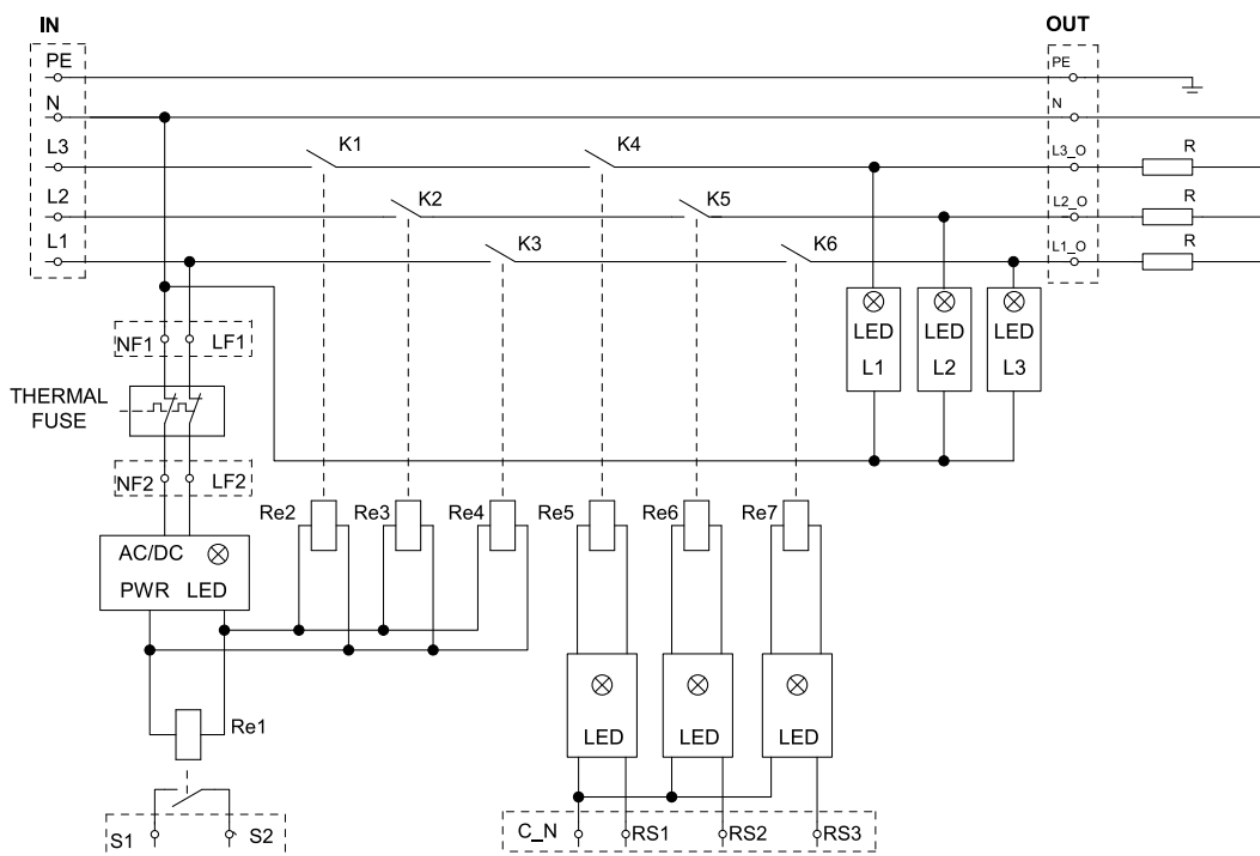 IN
OUT
PE
PE
N
N
L3
K1
K4
L3_O
R
L2
K2
K5
L2_O
R
L1
K3
K6
L1_O
R
LED
L1
LED
L2
LED
L3
NF1
LF1
THERMAL
FUSE
NF2
LF2
Re2
Re3
Re4
Re5
Re6
Re7
AC/DC
PWR LED
LED
LED
LED
Re1
S1
S2
C_N
RS1
RS2
RS3